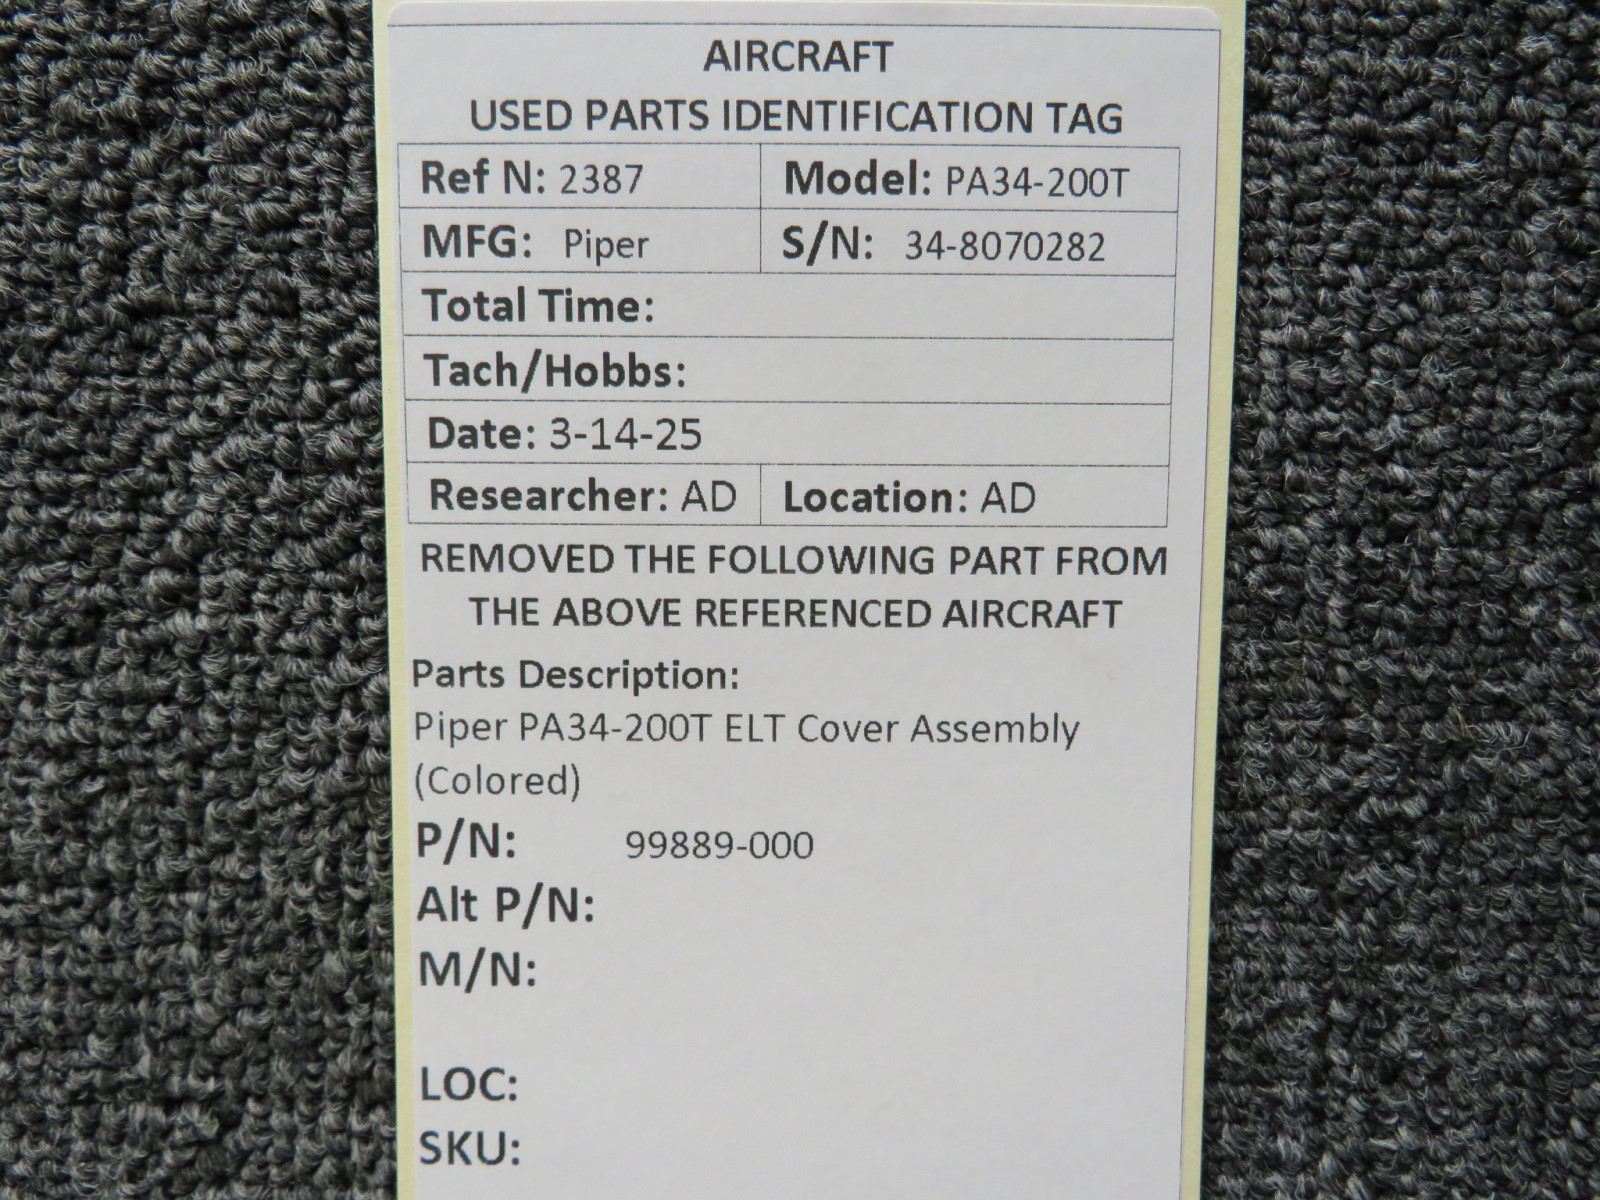 AIRCRAFT
USED PARTS IDENTIFICATION TAG
Ref N: 2387 Model: PA34-200T
MFG: Piper S/N: 34-8070282
Total Time:
Tach/Hobbs:
Date: 3-14-25
Researcher: AD Location: AD
REMOVED THE FOLLOWING PART FROM
THE ABOVE REFERENCED AIRCRAFT
Parts Description:
Piper PA34-200T ELT Cover Assembly
(Colored)
P/N: 99889-000
Alt P/N:
M/N:
LOC:
SKU: